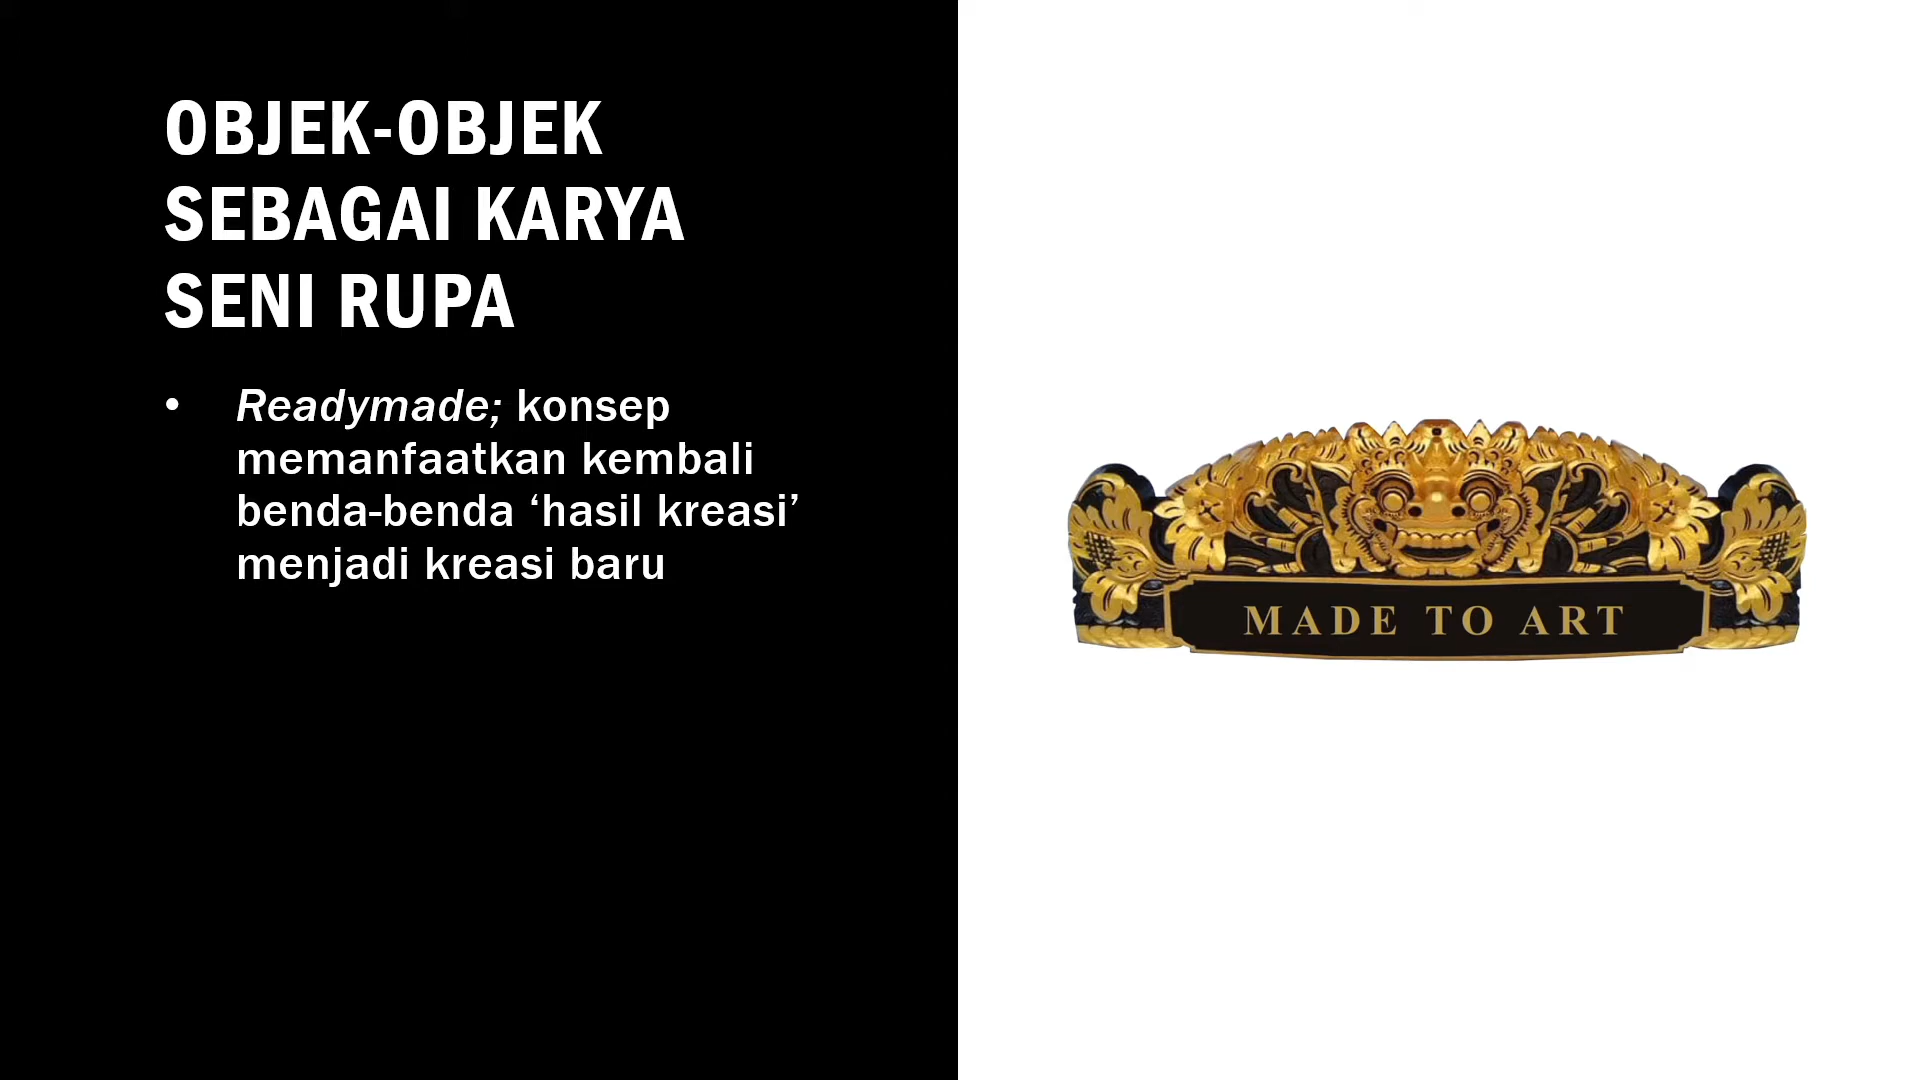 OBJEK-OBJEK
SEBAGAI KARYA
SENI RUPA
• Readymade; konsep
memanfaatkan kembali
benda-benda ‘hasil kreasi’
menjadi kreasi baru
MADE TO ART